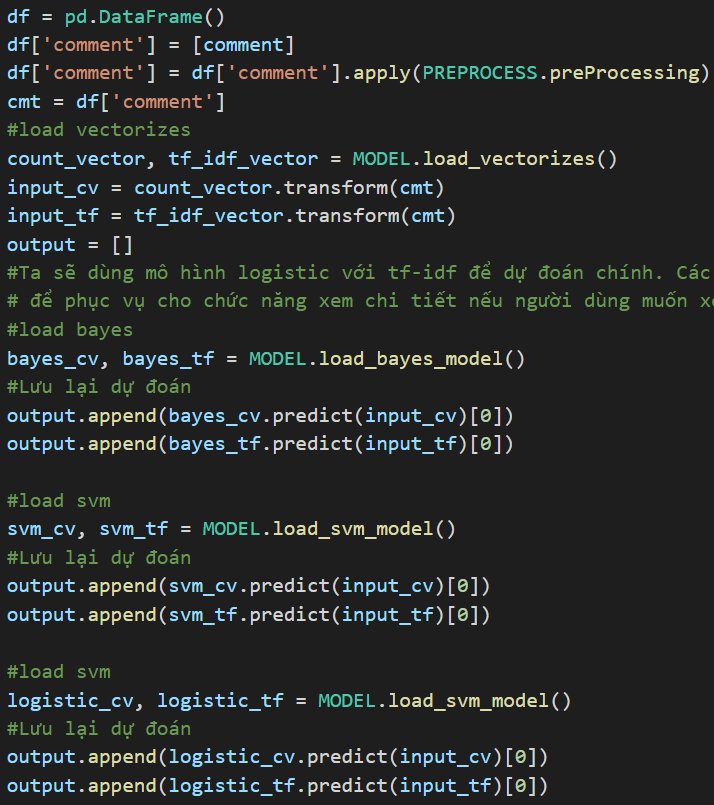 df = pd.DataFrame()
df['comment'] = [comment]
df['comment'] = df['comment'].apply(PREPROCESS.preProcessing)
cmt = df['comment']
#load vectorizes
count_vector, tf_idf_vector = MODEL.load_vectorizes()
input_cv = count_vector.transform(cmt)
input_tf = tf_idf_vector.transform(cmt)
output = []
#Ta sẽ dùng mô hình logistic với tf-idf để dự đoán chính. Các
# để phục vụ cho chức năng xem chi tiết nếu người dùng muốn
#load bayes
bayes_cv, bayes_tf = MODEL.load_bayes_model()
#Lưu lại dự đoán
output.append(bayes_cv.predict(input_cv)[0])
output.append(bayes_tf.predict(input_tf)[0])
#load svm
svm_cv, svm_tf = MODEL.load_svm_model()
#Lưu lại dự đoán
output.append(svm_cv.predict(input_cv)[0])
output.append(svm_tf.predict(input_tf)[0])
#load svm
logistic_cv, logistic_tf = MODEL.load_svm_model()
#Lưu lại dự đoán
output.append(logistic_cv.predict(input_cv)[0])
output.append(logistic_tf.predict(input_tf)[0])